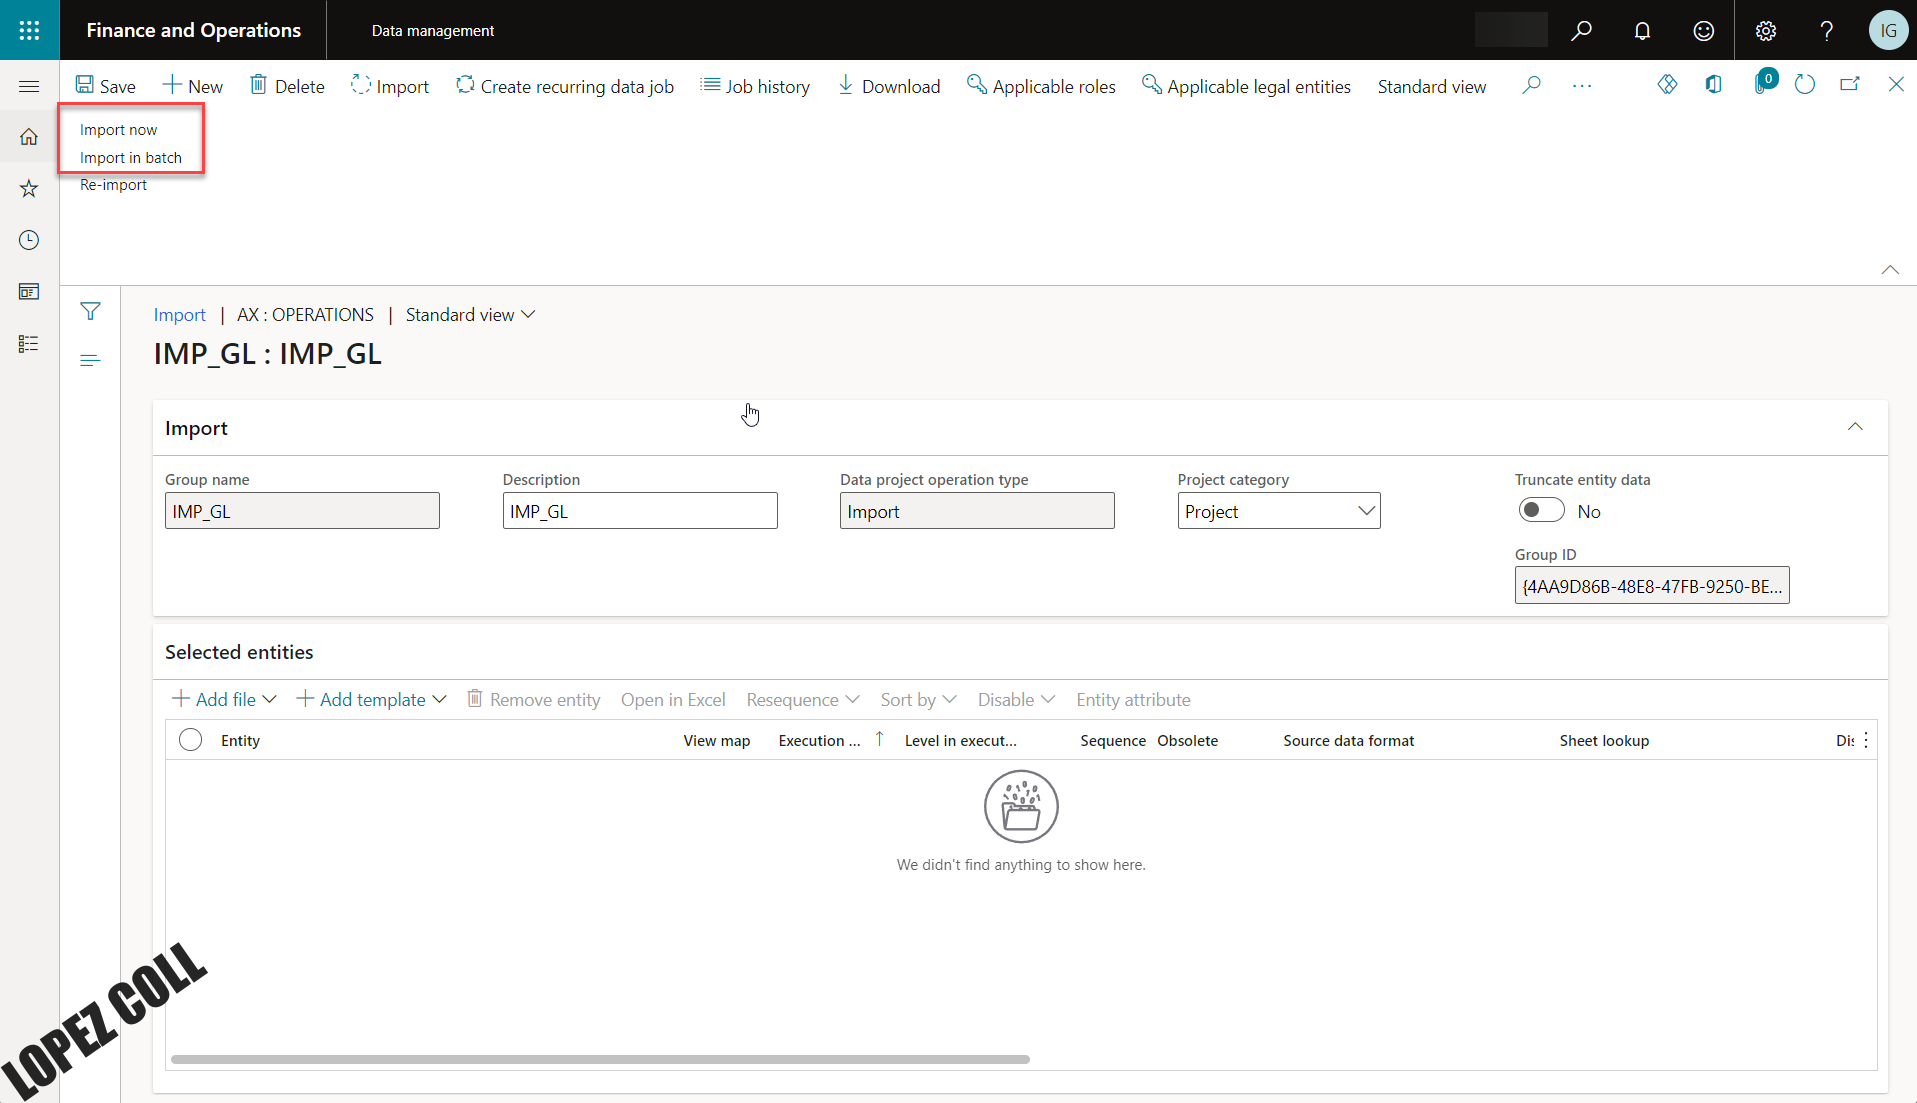 Finance and Operations
Data management
IG
Save
New
Delete
Import
Create recurring data job
Job history
Download
Applicable roles
Applicable legal entities
Standard view
...
0
Import now
Import in batch
Re-import
Import | AX : OPERATIONS | Standard view
IMP_GL : IMP_GL
Import
Group name
IMP_GL
Description
IMP_GL
Data project operation type
Import
Project category
Project
Truncate entity data
No
Group ID
{4AA9D86B-48E8-47FB-9250-BE...
Selected entities
Add file
Add template
Remove entity
Open in Excel
Resequence
Sort by
Disable
Entity attribute
Entity
View map
Execution ...
Level in execut...
Sequence
Obsolete
Source data format
Sheet lookup
Dis
We didn't find anything to show here.
LOPEZ COLL